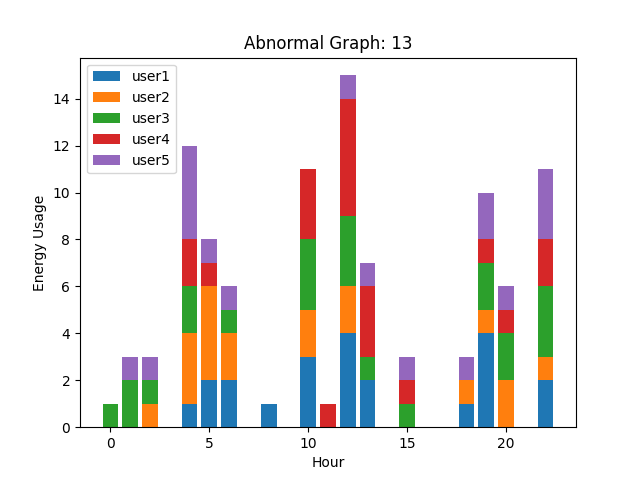 Abnormal Graph: 13
user1
user2
user3
user4
user5
Energy Usage
14
12
10
8
6
4
2
0
0 5 10 15 20
Hour